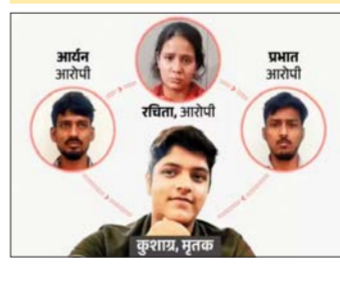 आर्यन
आरोपी
प्रभात
आरोपी
रचिता, आरोपी
कुशाग्र, मृतक